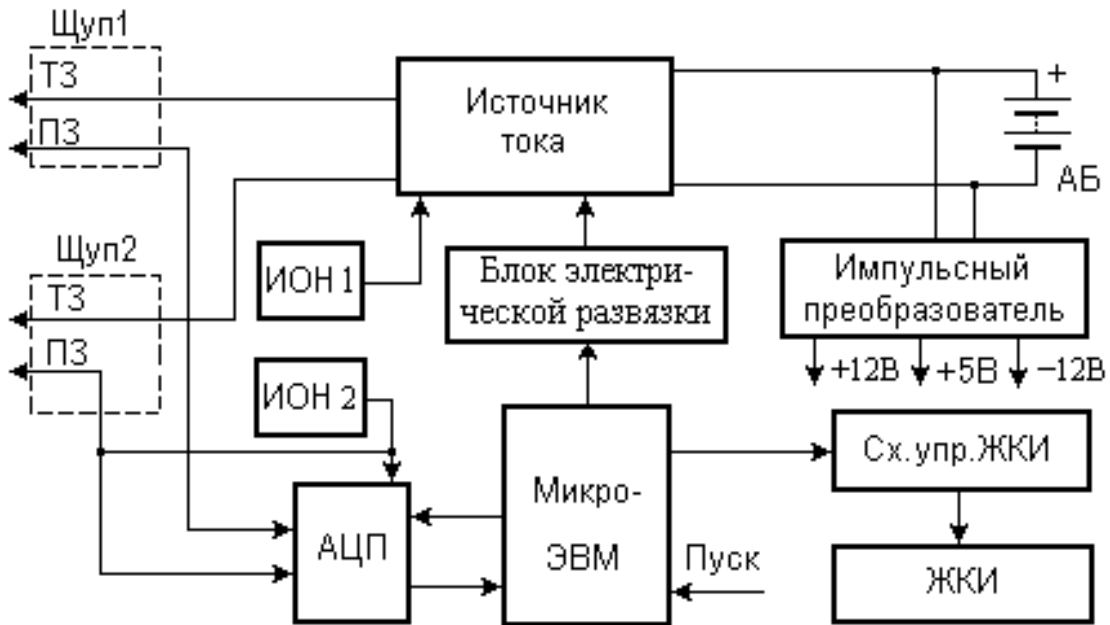 Щуп1
ТЗ
ПЗ
Источник
тока
+
АБ
Щуп2
ТЗ
ПЗ
ИОН 1
Блок электри-
ческой развязки
Импульсный
преобразователь
+12В
+5В
−12В
ИОН 2
Сх.упр.ЖКИ
Микро-
ЭВМ
АЦП
Пуск
ЖКИ